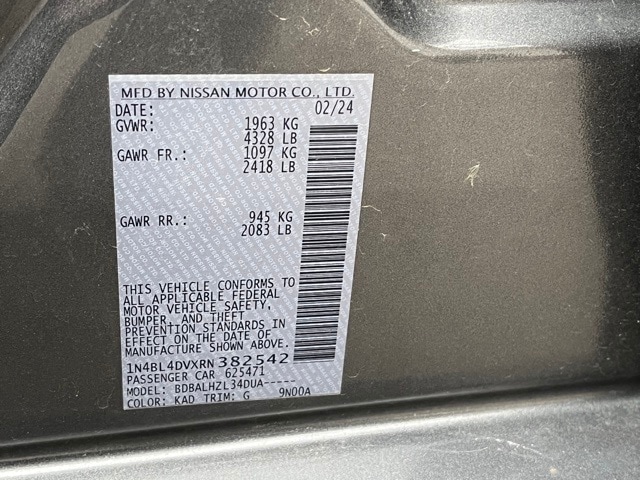 MFD BY NISSAN MOTOR CO., LTD.
DATE: 02/24
GVWR: 1963 KG
4328 LB
GAWR FR.: 1097 KG
2418 LB
GAWR RR.: 945 KG
2083 LB
THIS VEHICLE CONFORMS TO
ALL APPLICABLE FEDERAL
MOTOR VEHICLE SAFETY,
BUMPER, AND THEFT
PREVENTION STANDARDS IN
EFFECT ON THE DATE OF
MANUFACTURE SHOWN ABOVE.
1N4BL4DVXRN382542
PASSENGER CAR 625471
MODEL: BDBALHZL34DUA-----
COLOR: KAD TRIM: G 9N00A